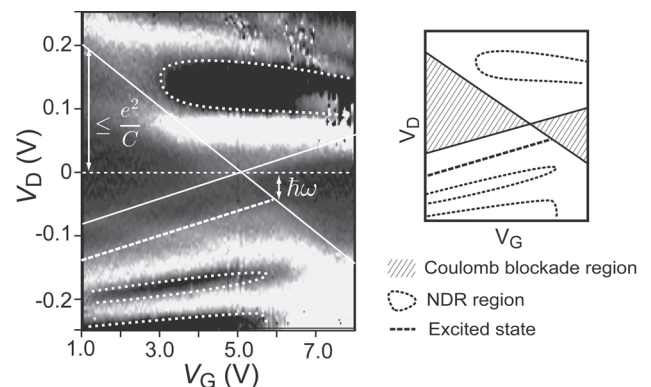 0.2
0.1
0
-0.1
-0.2
V_D (V)
≤ e²/C
ħω
1.0
3.0
5.0
7.0
V_G (V)
V_D
V_G
Coulomb blockade region
NDR region
Excited state